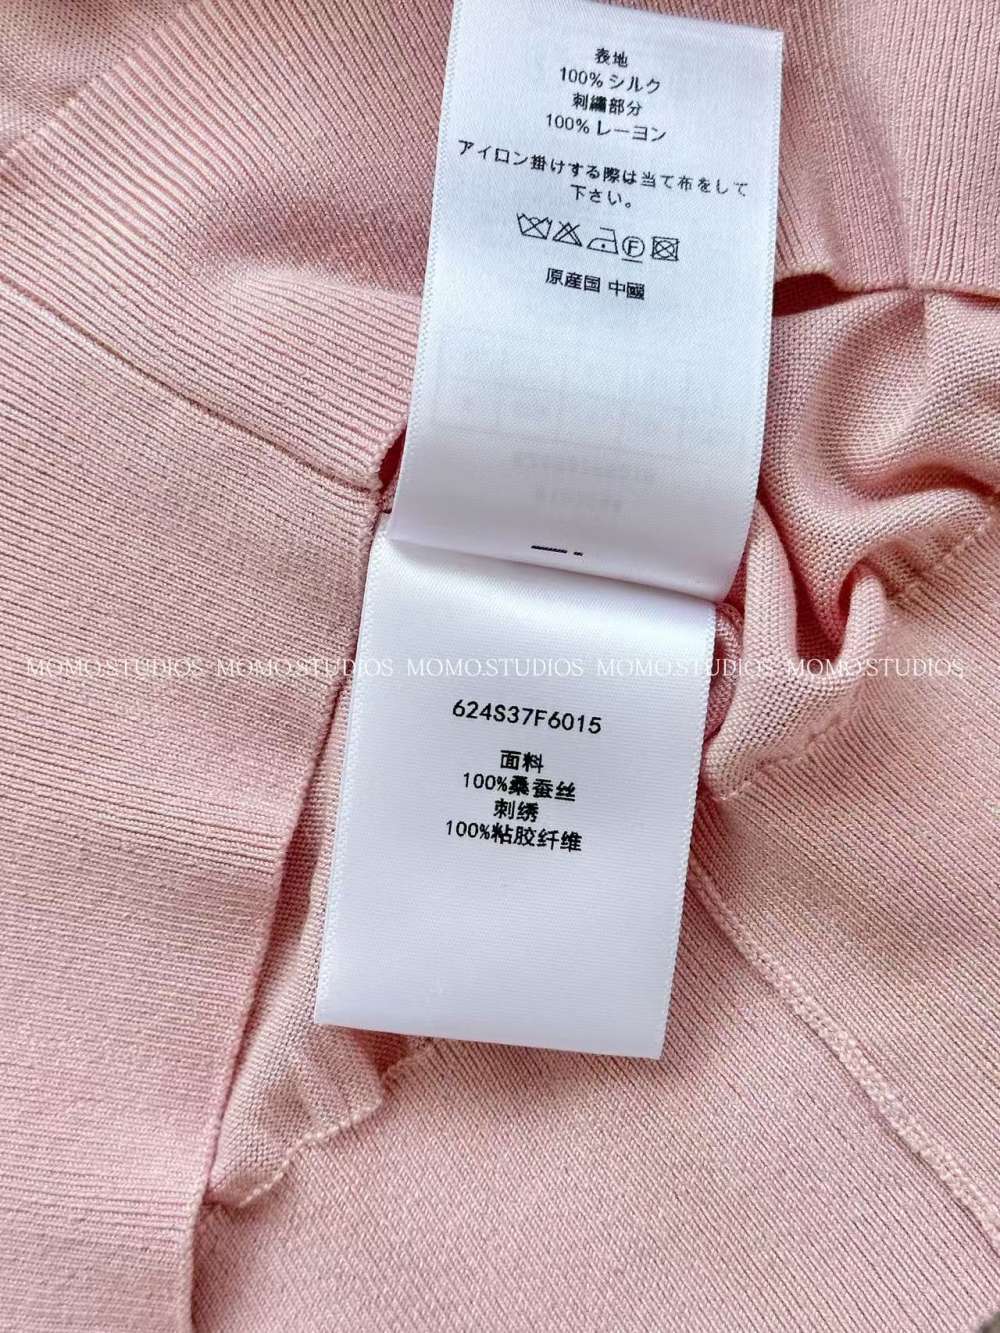 表地
100% シルク
刺繍部分
100% レーヨン
アイロン掛けする際は当て布をして
下さい。
F
原産国 中國
MOMO.STUDIOS MOMO.STUDIOS MOMO.STUDIOS MOMO.STUDIOS MOMO.STUDIOS
624S37F6015
面料
100%桑蚕丝
刺绣
100%粘胶纤维